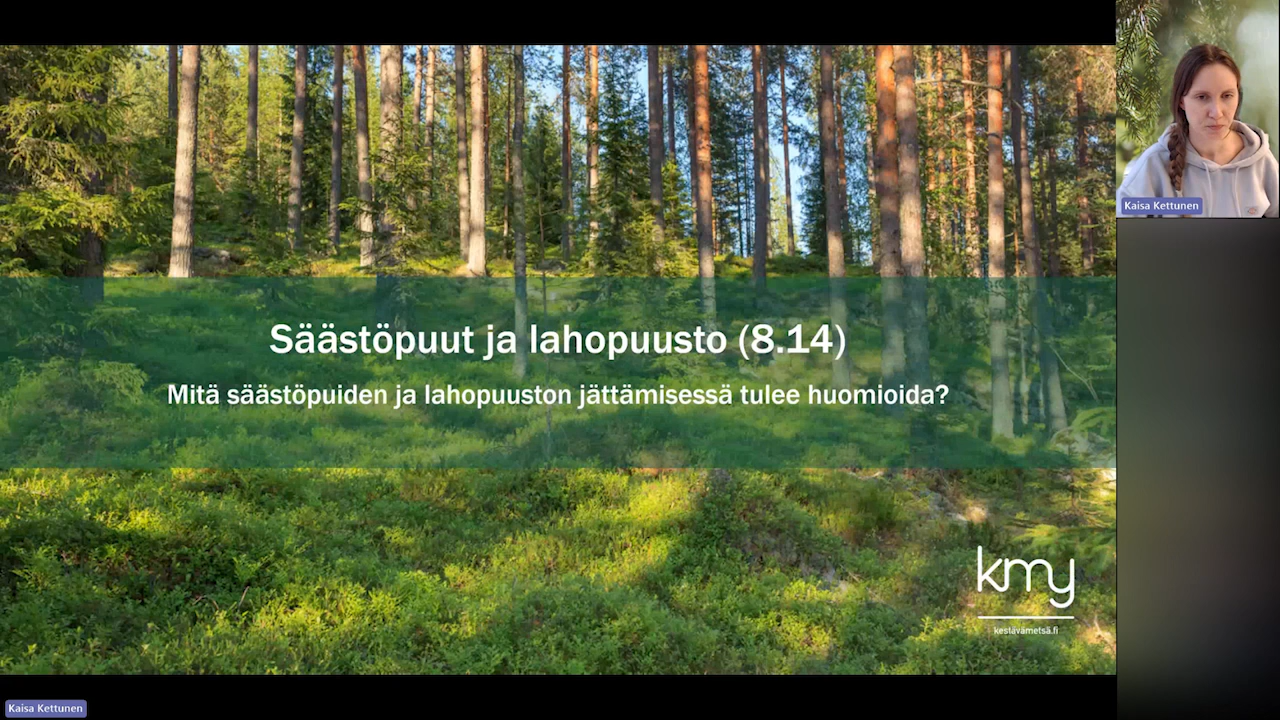 Kaisa Kettunen
Säästöpuut ja lahopuusto (8.14)
Mitä säästöpuiden ja lahopuuston jättämisessä tulee huomioida?
kmy
kestävämetsä.fi
Kaisa Kettunen